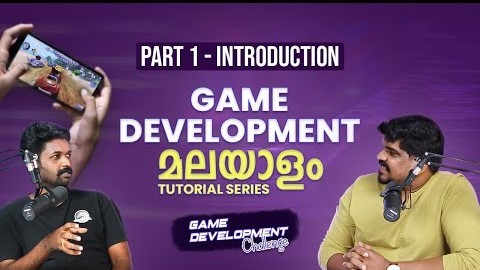 PART 1 - INTRODUCTION
GAME
DEVELOPMENT
മലയാളം
TUTORIAL SERIES
GAME
DEVELOPMENT
Challenge